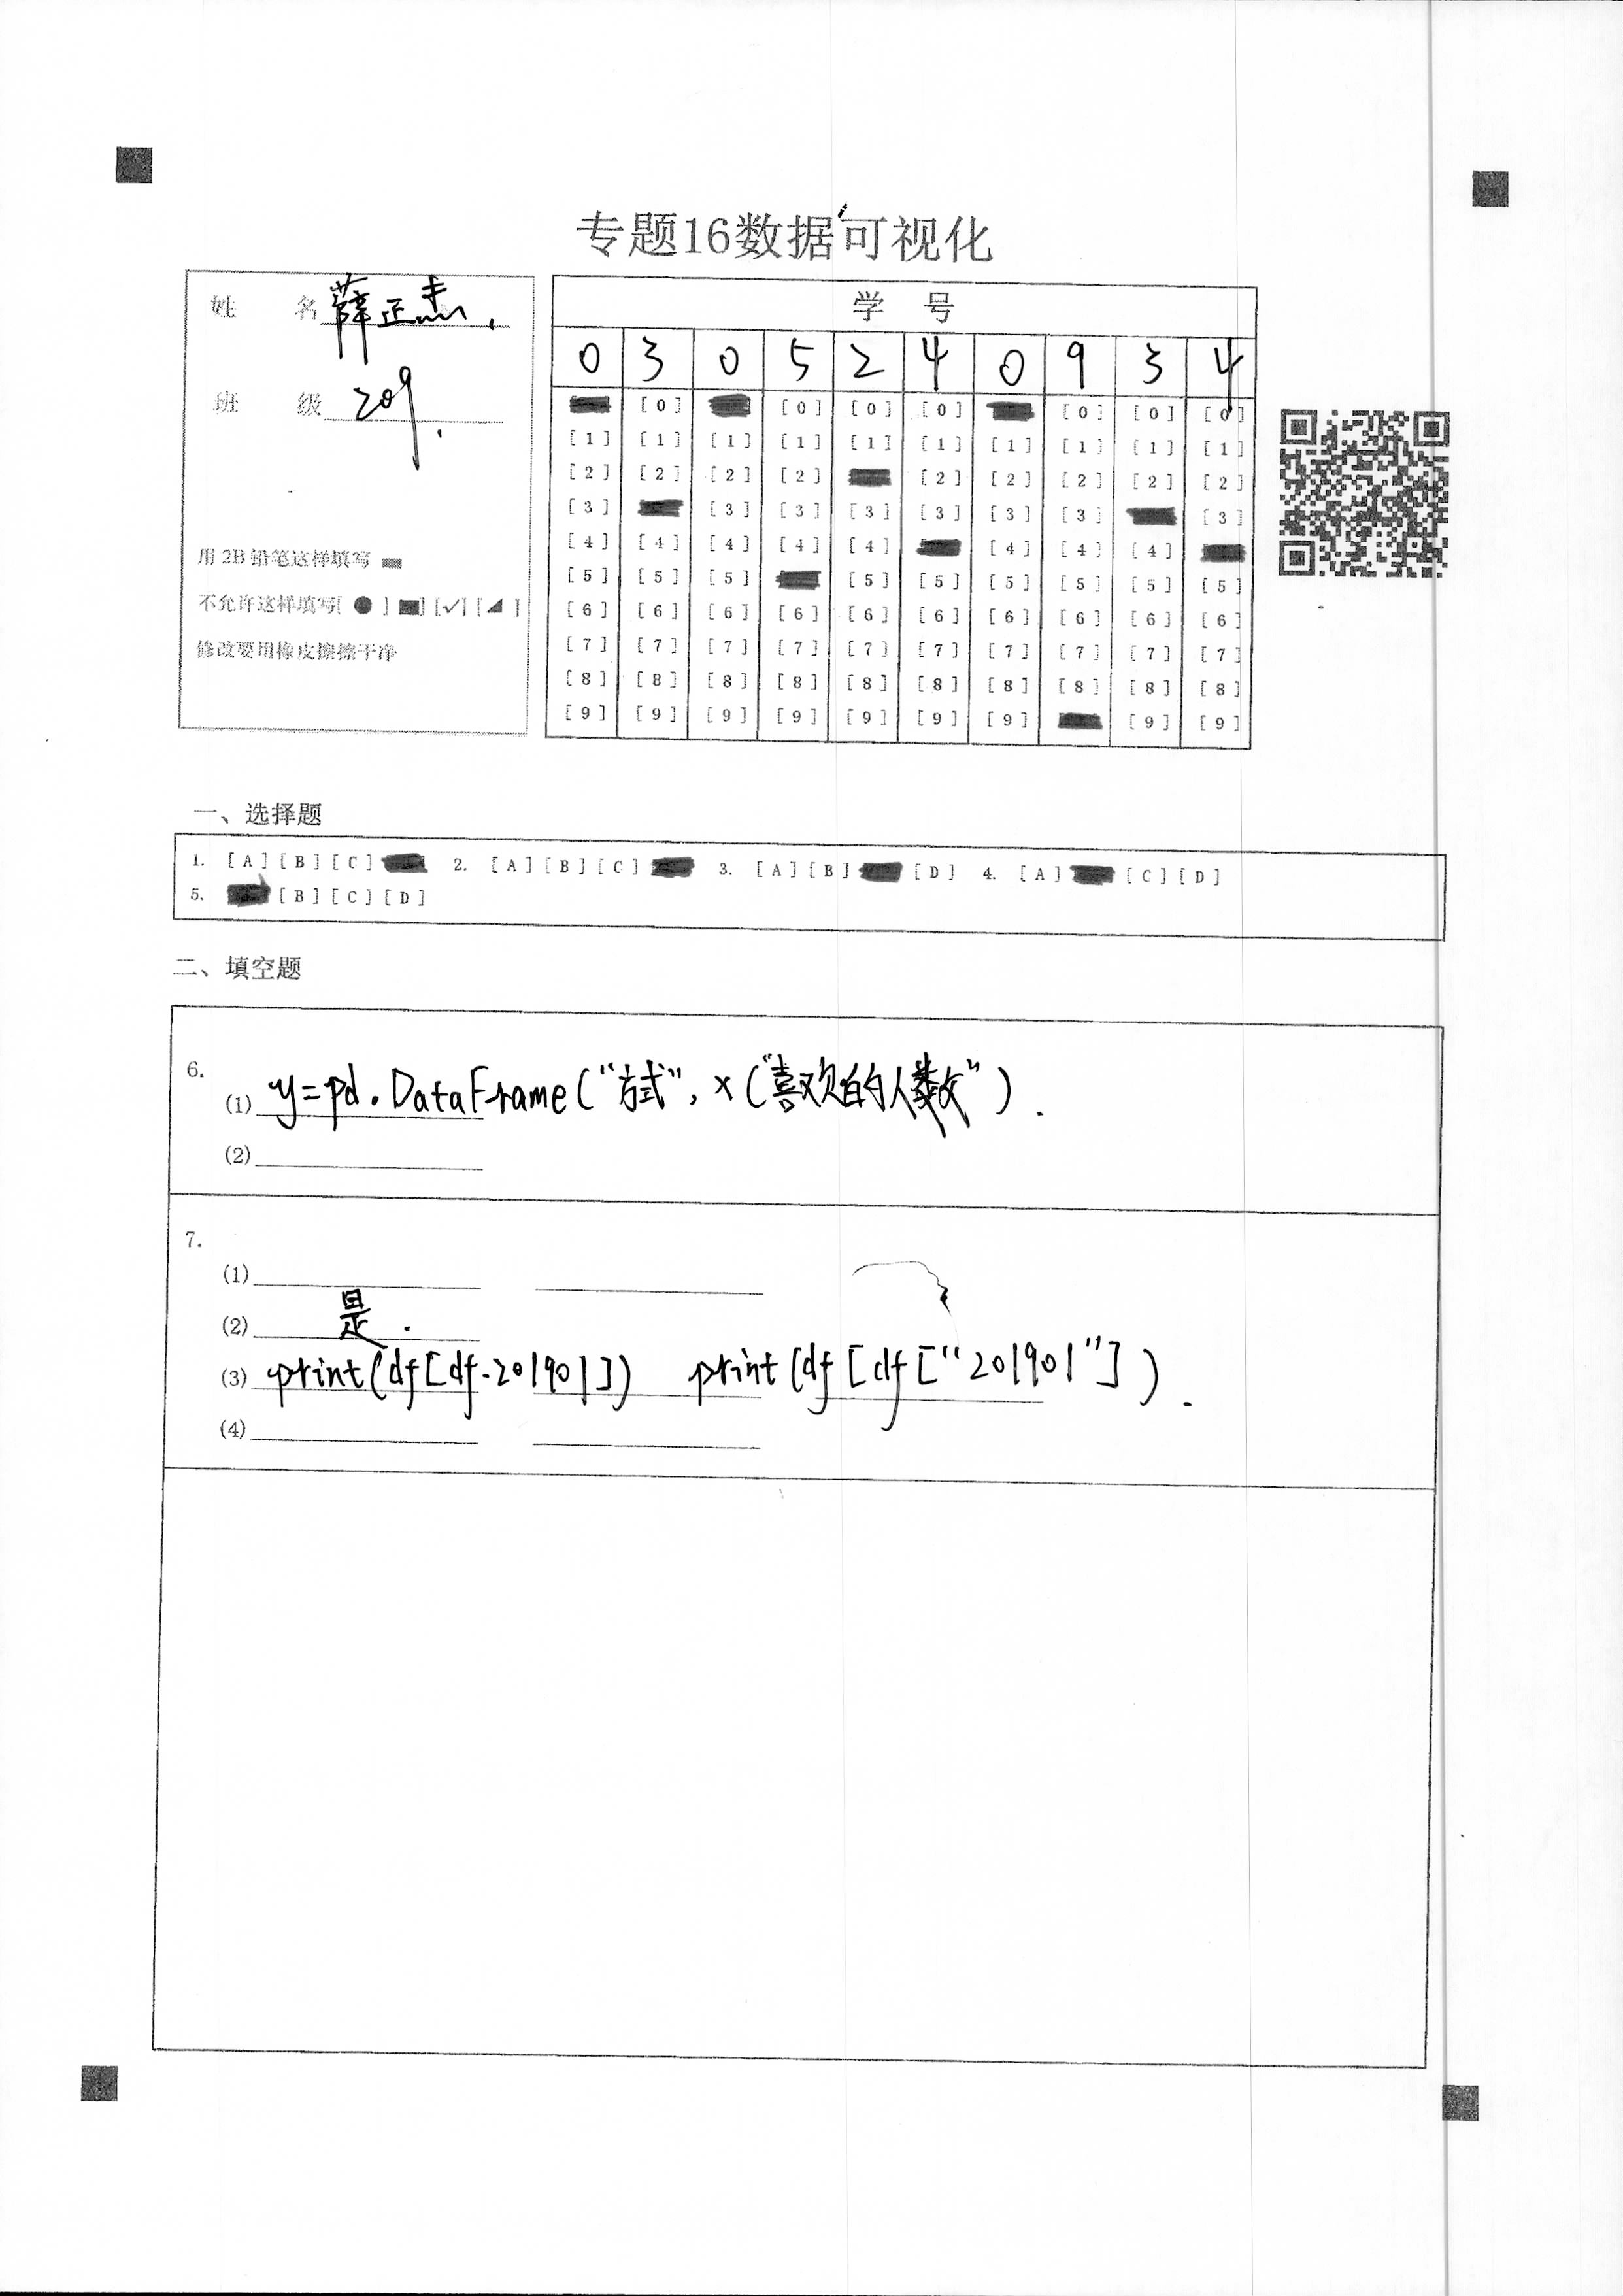 专题16数据可视化
姓 名 薛正
班 级 209.
用 2B 铅笔这样填写
不允许这样填写[ ● ] [■] [✓] [◢]
修改要用橡皮擦擦干净
学 号
0 3 0 5 2 4 0 9 3 4
[0] [0] [0] [0] [0] [0] [0]
[1] [1] [1] [1] [1] [1] [1] [1] [1] [1]
[2] [2] [2] [2] [2] [2] [2] [2] [2]
[3] [3] [3] [3] [3] [3] [3] [3]
[4] [4] [4] [4] [4] [4] [4] [4]
[5] [5] [5] [5] [5] [5] [5] [5] [5]
[6] [6] [6] [6] [6] [6] [6] [6] [6] [6]
[7] [7] [7] [7] [7] [7] [7] [7] [7] [7]
[8] [8] [8] [8] [8] [8] [8] [8] [8] [8]
[9] [9] [9] [9] [9] [9] [9] [9] [9]
一、选择题
1. [A] [B] [C] 2. [A] [B] [C] 3. [A] [B] [D] 4. [A] [C] [D]
5. [B] [C] [D]
二、填空题
6.
(1) y=pd.DataFrame("方式", x("喜欢的人数").
(2)
7.
(1)
(2) 是.
(3) print(df[df.201901]) print(df[df["201901"]).
(4)